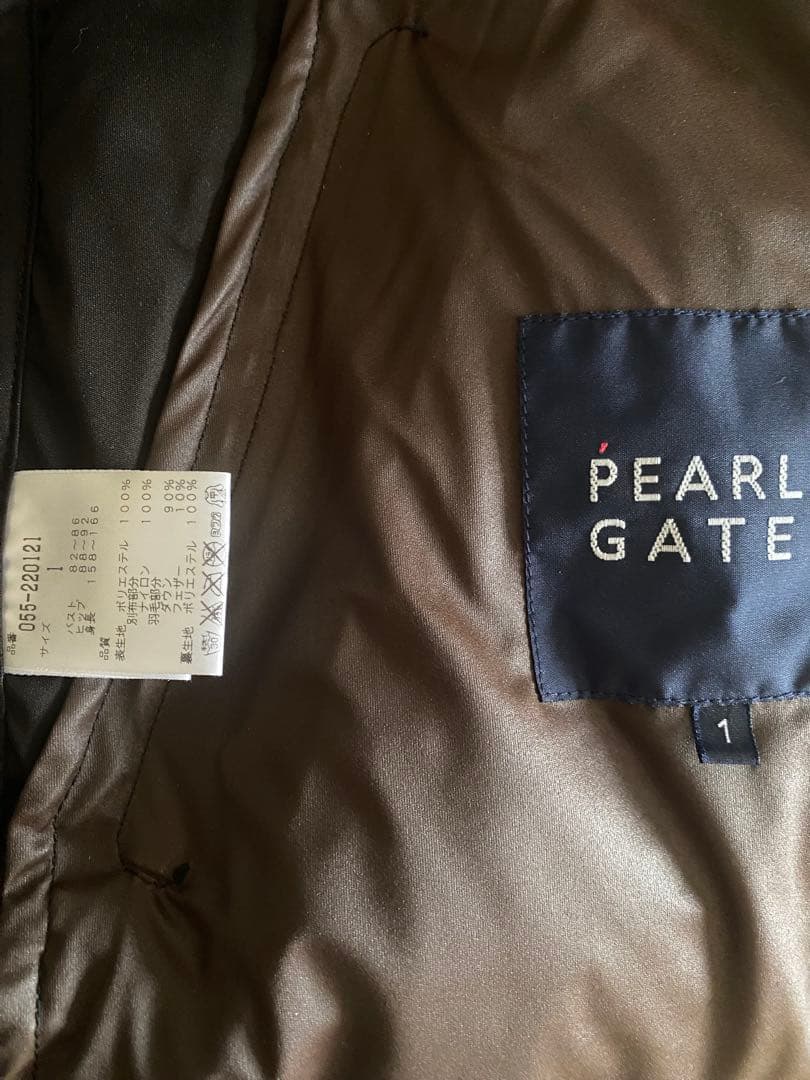 PEARL
GATE
1
品番 055-220121
サイズ 1
バスト 82~86
ヒップ 88~92
身長 158~166
品質
表生地 ポリエステル 100%
別布部分
ナイロン 100%
羽毛部分
ダウン 90%
フェザー 10%
裏生地 ポリエステル 100%